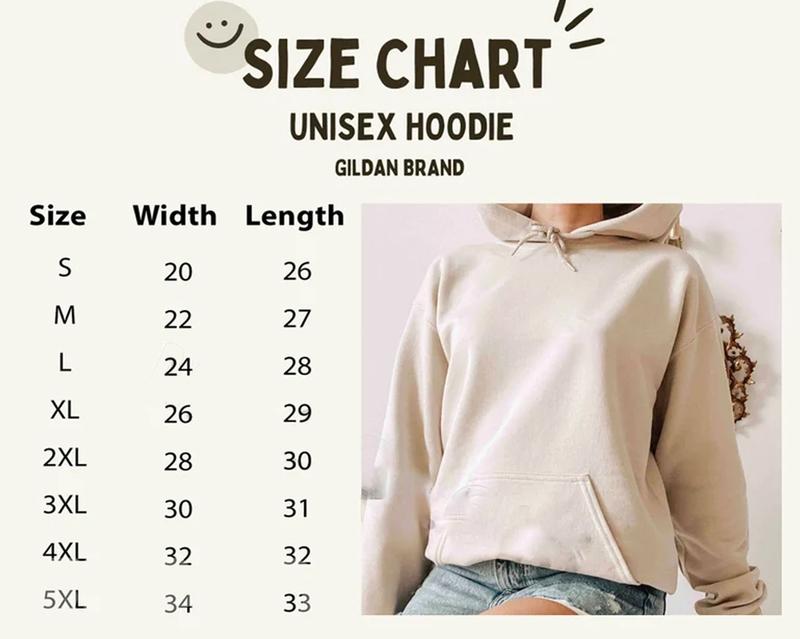 SIZE CHART
UNISEX HOODIE
GILDAN BRAND
Size Width Length
S 20 26
M 22 27
L 24 28
XL 26 29
2XL 28 30
3XL 30 31
4XL 32 32
5XL 34 33